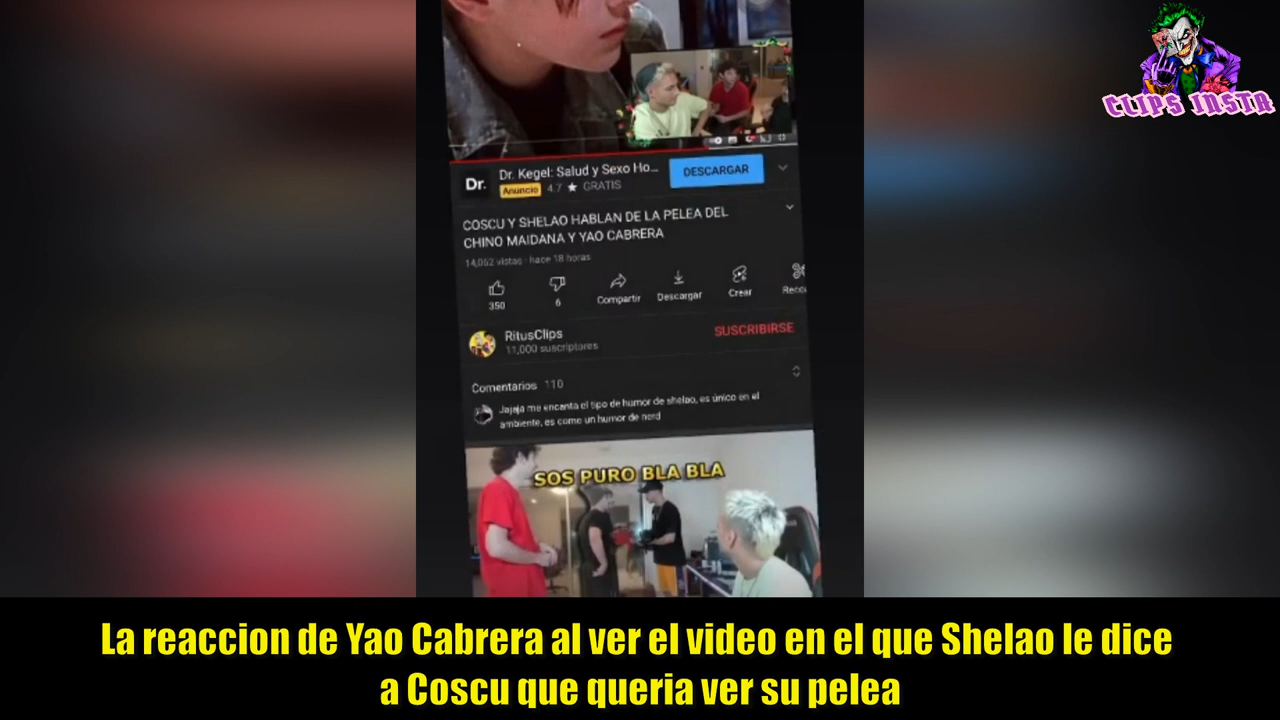 CLIPS INSTA
Dr.
Dr. Kegel: Salud y Sexo Ho...
Anuncio 4.7 ★ GRATIS
DESCARGAR
COSCU Y SHELAO HABLAN DE LA PELEA DEL
CHINO MAIDANA Y YAO CABRERA
14,062 vistas · hace 18 horas
350
6
Compartir
Descargar
Crear
Reco
RitusClips
11,000 suscriptores
SUSCRIBIRSE
Comentarios 110
Jajajá me encanta el tipo de humor de shelao, es único en el
ambiente, es como un humor de nerd
SOS PURO BLA BLA
La reaccion de Yao Cabrera al ver el video en el que Shelao le dice
a Coscu que queria ver su pelea